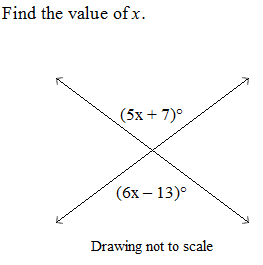 Find the value of x.
(5x + 7)°
(6x – 13)°
Drawing not to scale